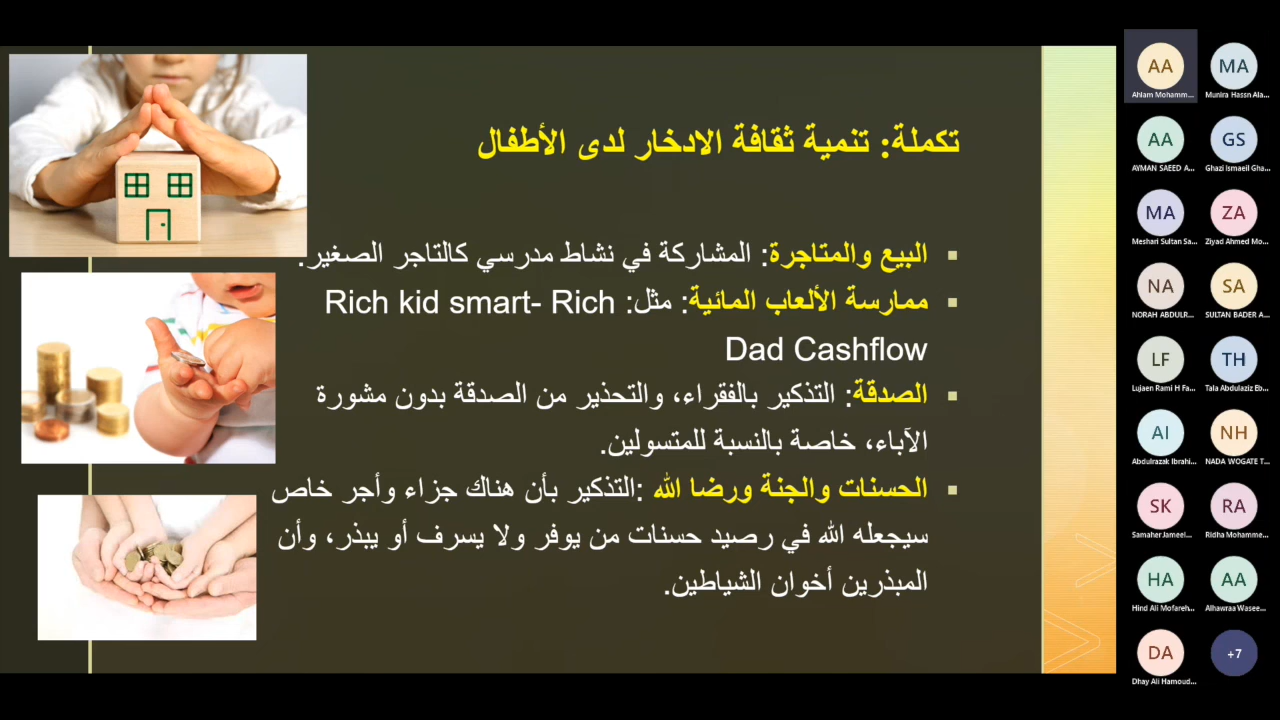 تكملة: تنمية ثقافة الادخار لدى الأطفال
البيع والمتاجرة: المشاركة في نشاط مدرسي كالتاجر الصغير.
ممارسة الألعاب المائية: مثل: Rich kid smart- Rich
Dad Cashflow
الصدقة: التذكير بالفقراء، والتحذير من الصدقة بدون مشورة
الآباء، خاصة بالنسبة للمتسولين.
الحسنات والجنة ورضا الله :التذكير بأن هناك جزاء وأجر خاص
سيجعله الله في رصيد حسنات من يوفر ولا يسرف أو يبذر، وأن
المبذرين أخوان الشياطين.
AA
Ahlam Mohamm...
MA
Munira Hassn Ala...
AA
AYMAN SAEED A...
GS
Ghazi Ismaeil Gha...
MA
Meshari Sultan Sa...
ZA
Ziyad Ahmed Mo...
NA
NORAH ABDULR...
SA
SULTAN BADER A...
LF
Lujaen Rami H Fa...
TH
Tala Abdulaziz Eb...
AI
Abdulrazak Ibrahi...
NH
NADA WOGATE T...
SK
Samaher Jameel...
RA
Ridha Mohamme...
HA
Hind Ali Mofareh...
AA
Alhawraa Wasee...
DA
Dhay Ali Hamoud...
+7